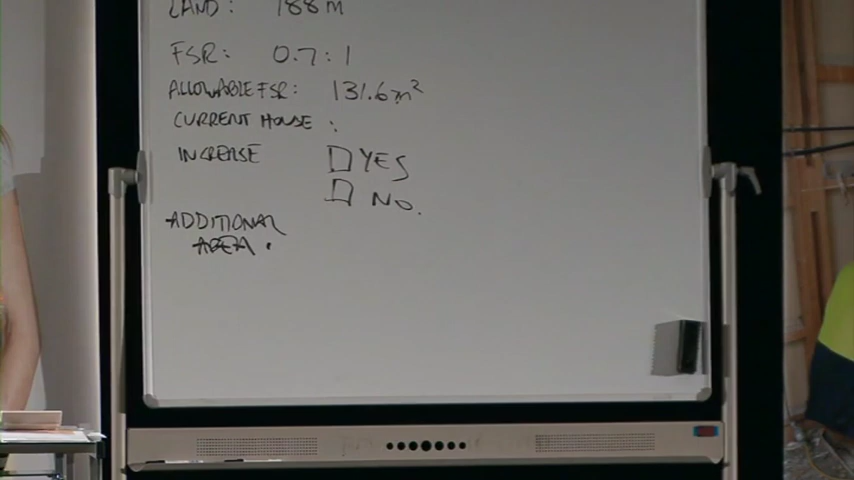 LAND: 188m
FSR: 0.7:1
ALLOWABLE FSR: 131.6m²
CURRENT HOUSE:
INCREASE □ YES
□ NO.
ADDITIONAL
AREA.